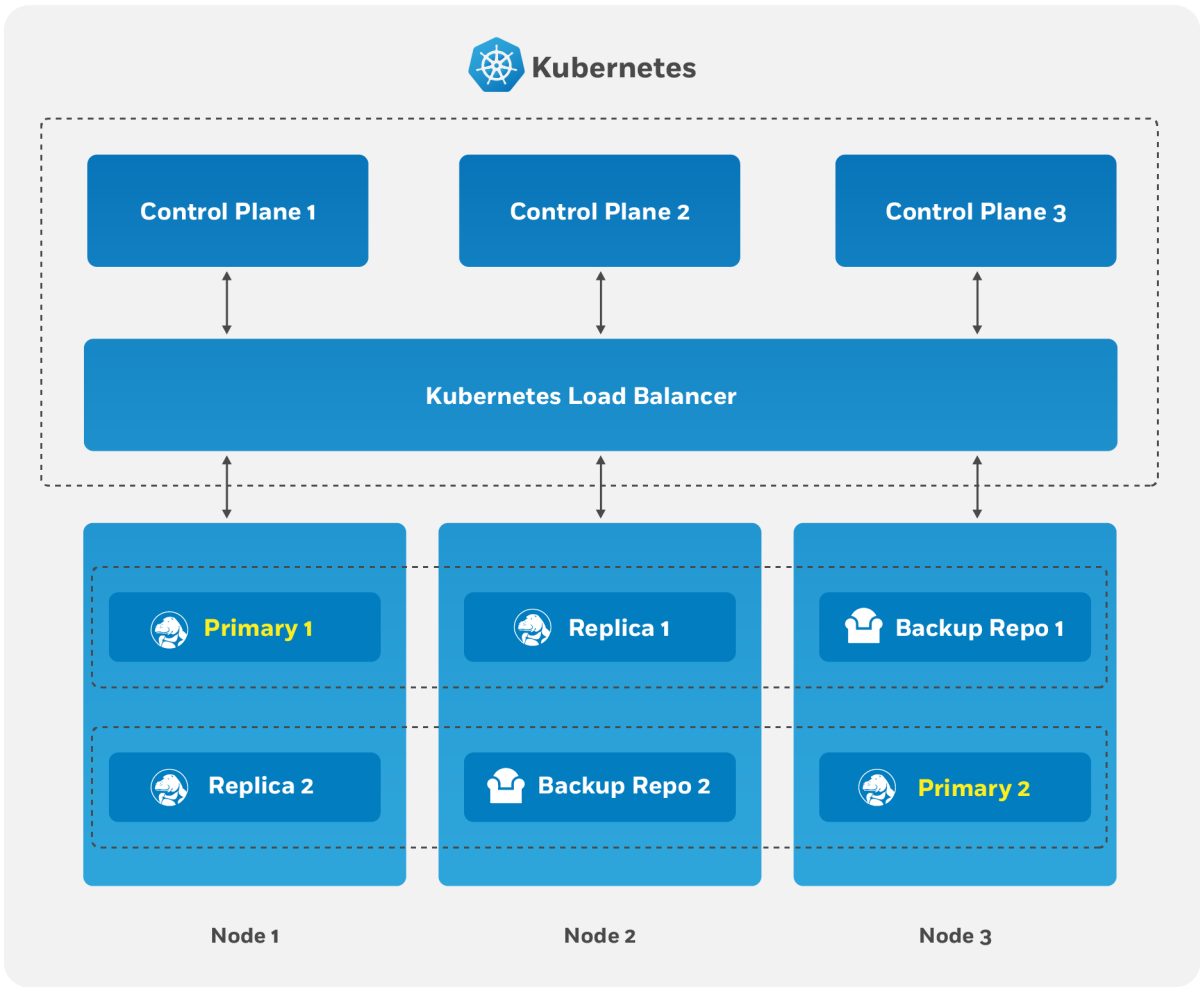 Kubernetes
Control Plane 1
Control Plane 2
Control Plane 3
Kubernetes Load Balancer
Primary 1
Replica 1
Backup Repo 1
Replica 2
Backup Repo 2
Primary 2
Node 1
Node 2
Node 3